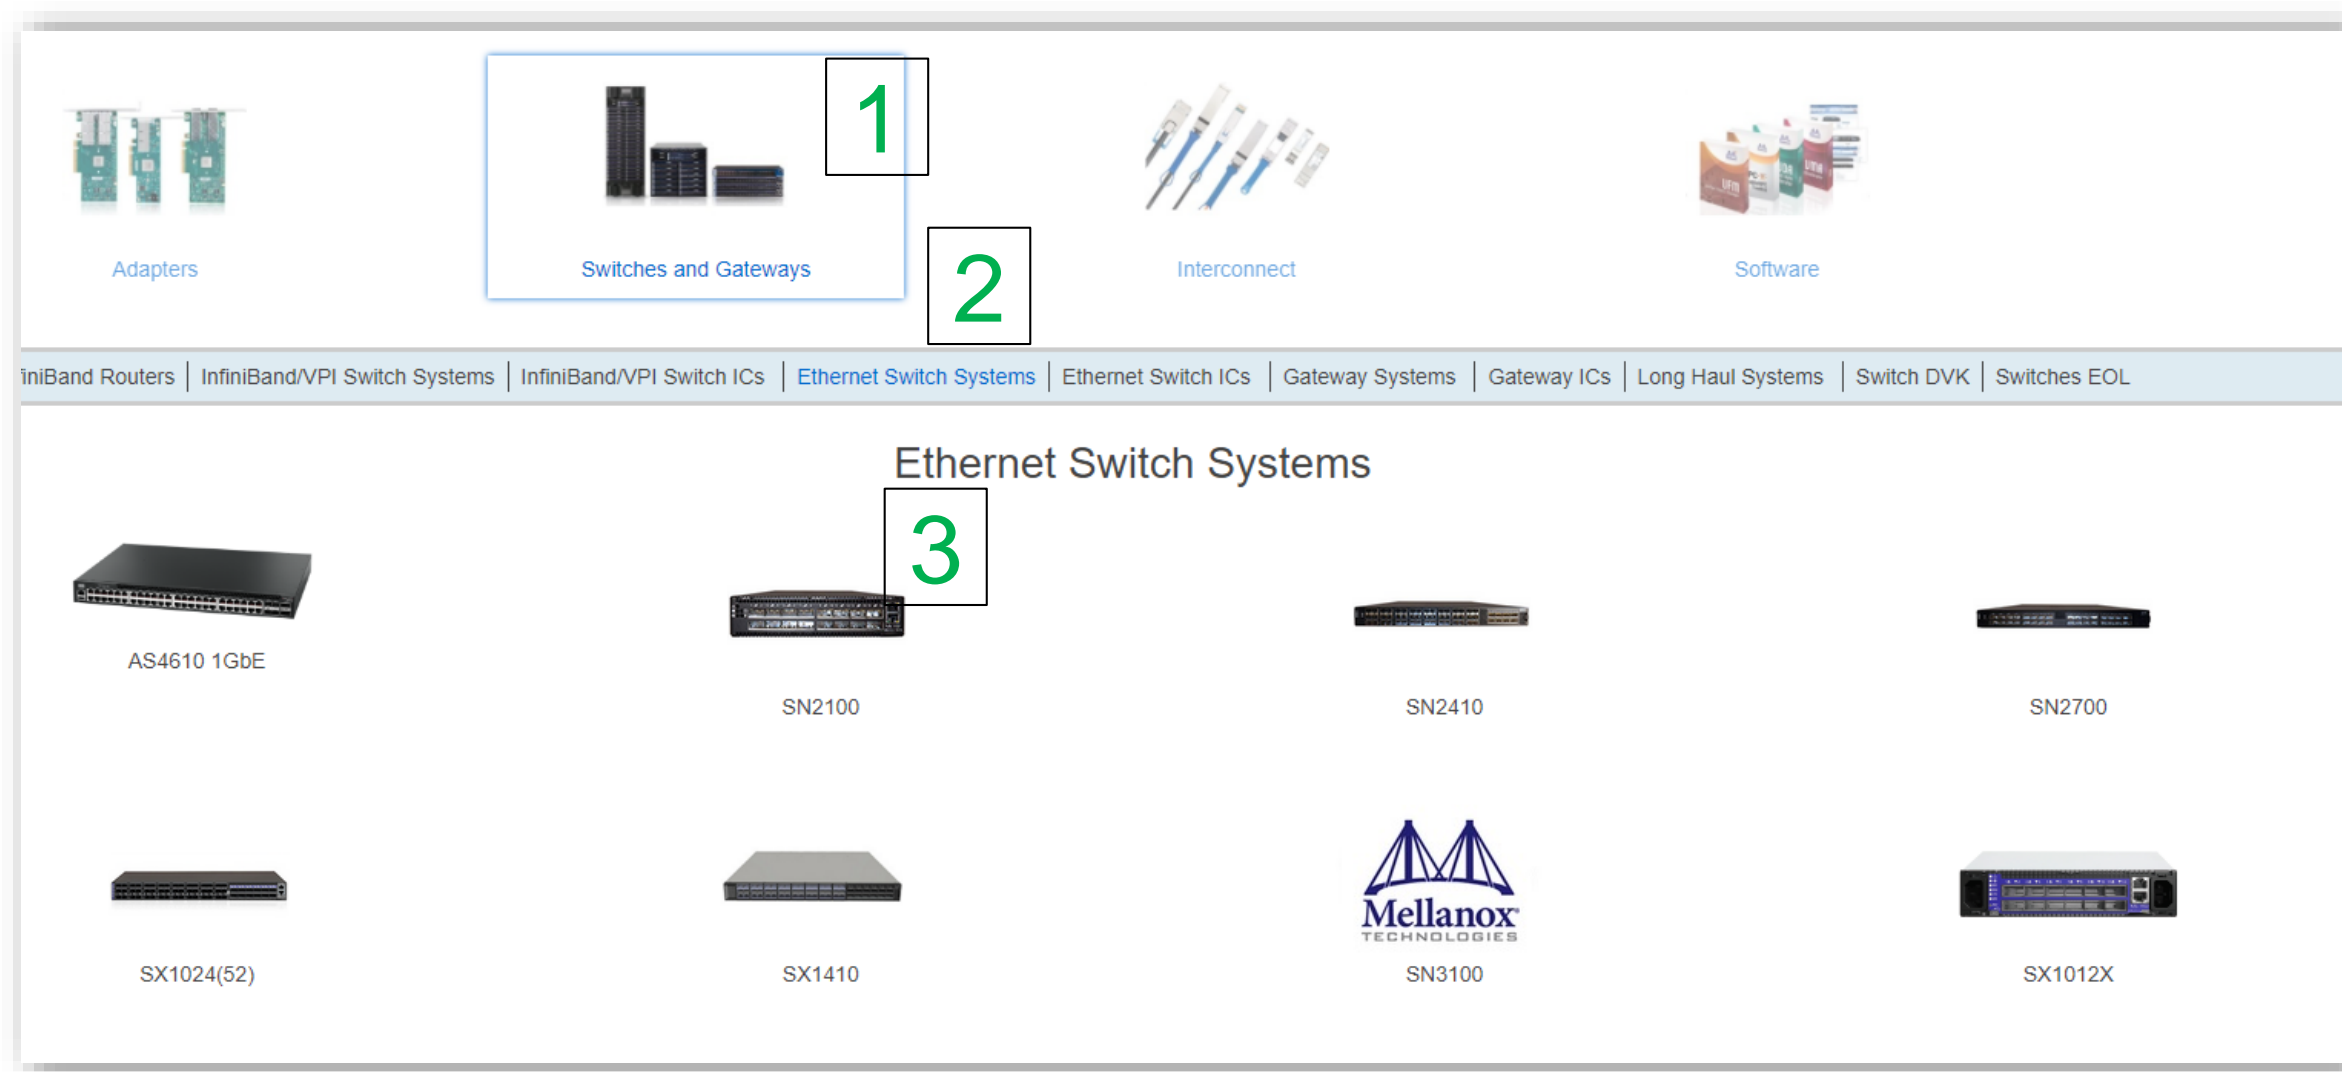 1
2
Adapters
Switches and Gateways
Interconnect
Software
iniBand Routers | InfiniBand/VPI Switch Systems | InfiniBand/VPI Switch ICs | Ethernet Switch Systems | Ethernet Switch ICs | Gateway Systems | Gateway ICs | Long Haul Systems | Switch DVK | Switches EOL
Ethernet Switch Systems
3
AS4610 1GbE
SN2100
SN2410
SN2700
Mellanox
TECHNOLOGIES
SX1024(52)
SX1410
SN3100
SX1012X